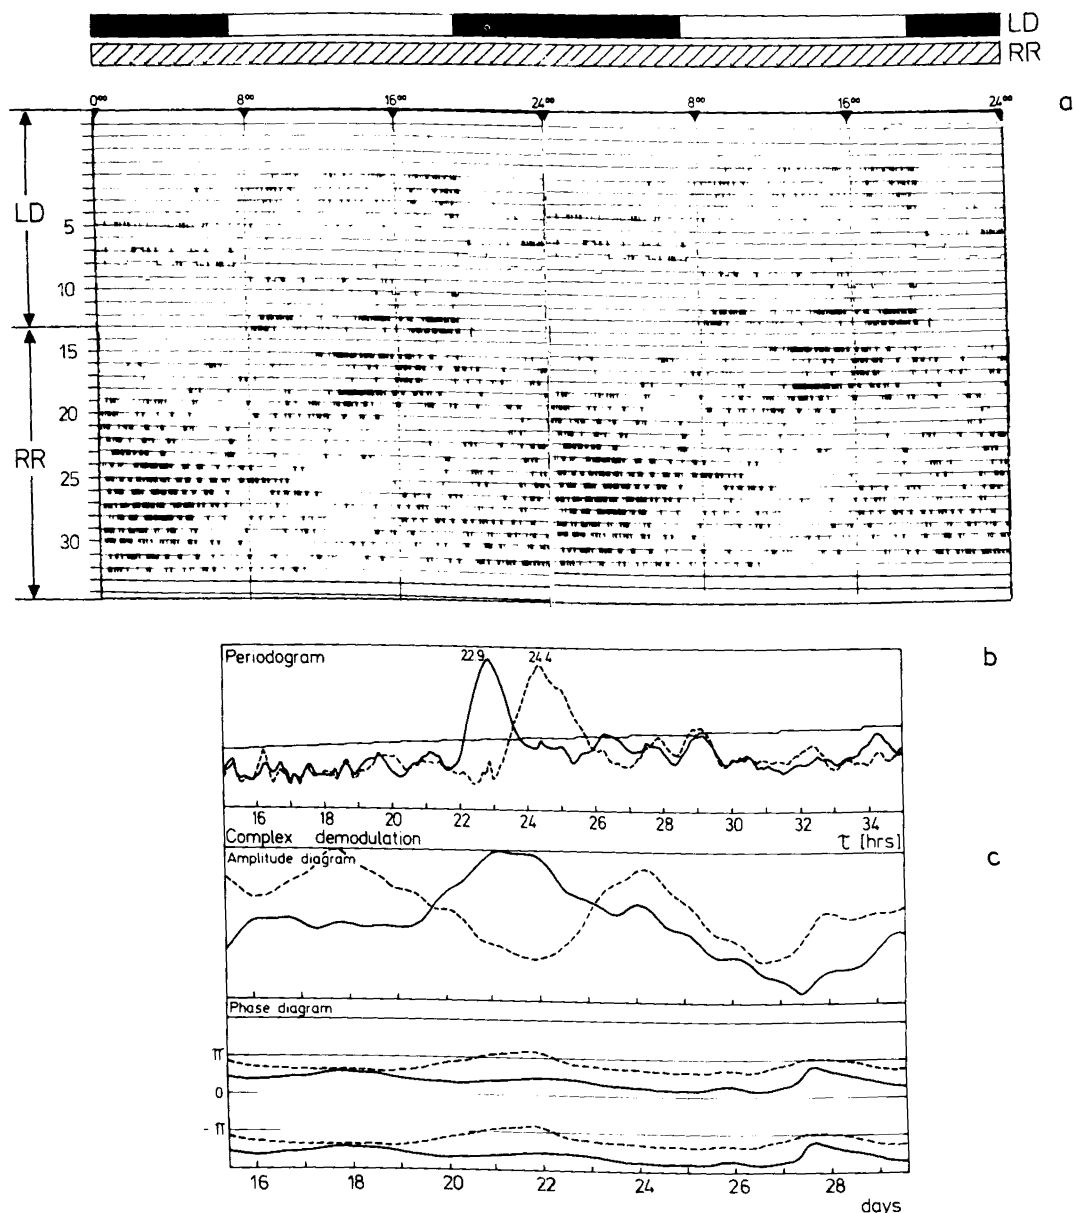 LD
RR
0⁰⁰ 8⁰⁰ 16⁰⁰ 24⁰⁰ 8⁰⁰ 16⁰⁰ 24⁰⁰ a
LD
5
10
15
20
RR
25
30
Periodogram 22.9 24.4 b
16 18 20 22 24 26 28 30 32 34
τ [hrs]
Complex demodulation
Amplitude diagram c
Phase diagram
π
0
-π
16 18 20 22 24 26 28
days